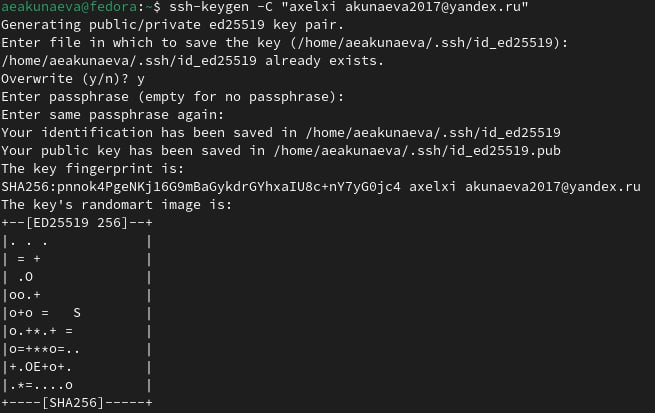 aeakunaeva@fedora:~$ ssh-keygen -C "axelxi akunaeva2017@yandex.ru"
Generating public/private ed25519 key pair.
Enter file in which to save the key (/home/aeakunaeva/.ssh/id_ed25519):
/home/aeakunaeva/.ssh/id_ed25519 already exists.
Overwrite (y/n)? y
Enter passphrase (empty for no passphrase):
Enter same passphrase again:
Your identification has been saved in /home/aeakunaeva/.ssh/id_ed25519
Your public key has been saved in /home/aeakunaeva/.ssh/id_ed25519.pub
The key fingerprint is:
SHA256:pnnok4PgeNKj16G9mBaGykdrGYhxaIU8c+nY7yG0jc4 axelxi akunaeva2017@yandex.ru
The key's randomart image is:
+--[ED25519 256]--+
|. . .            |
| = +             |
| .O              |
|oo.+             |
|o+o =   S        |
|o.+*.+ =         |
|o=+**o=..        |
|+.OE+o+.         |
|.*=....o         |
+----[SHA256]-----+